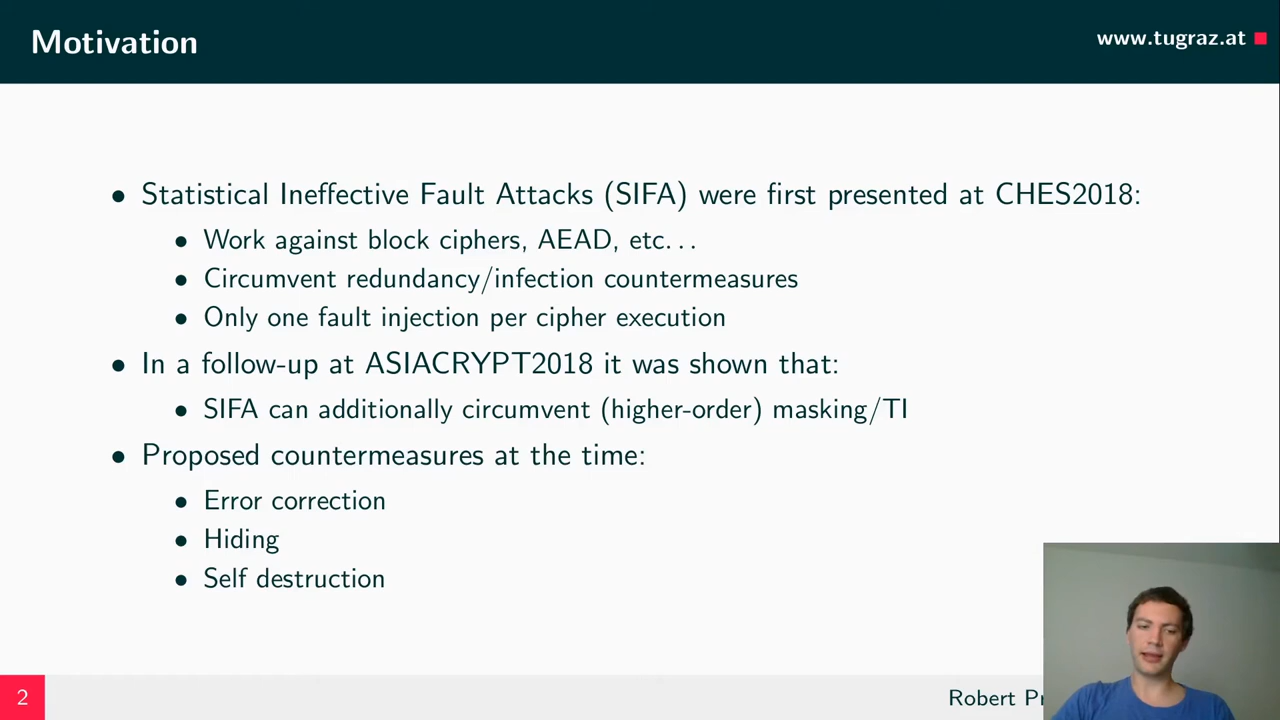 Motivation
www.tugraz.at
• Statistical Ineffective Fault Attacks (SIFA) were first presented at CHES2018:
• Work against block ciphers, AEAD, etc...
• Circumvent redundancy/infection countermeasures
• Only one fault injection per cipher execution
• In a follow-up at ASIACRYPT2018 it was shown that:
• SIFA can additionally circumvent (higher-order) masking/TI
• Proposed countermeasures at the time:
• Error correction
• Hiding
• Self destruction
2
Robert